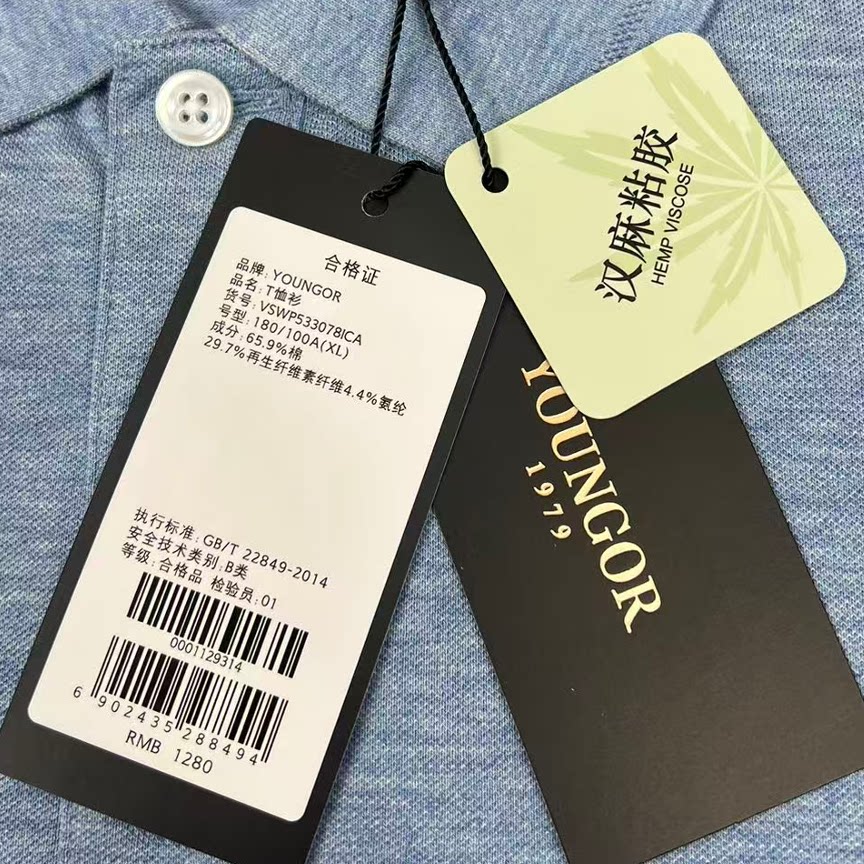 合格证
品牌: YOUNGOR
品名: T恤衫
货号: VSWP533078ICA
号型: 180/100A(XL)
成分: 65.9%棉
29.7%再生纤维素纤维4.4%氨纶
执行标准: GB/T 22849-2014
安全技术类别: B类
等级: 合格品 检验员: 01
0001129314
6 902435 288494
RMB 1280
汉麻粘胶
HEMP VISCOSE
YOUNGOR
1979